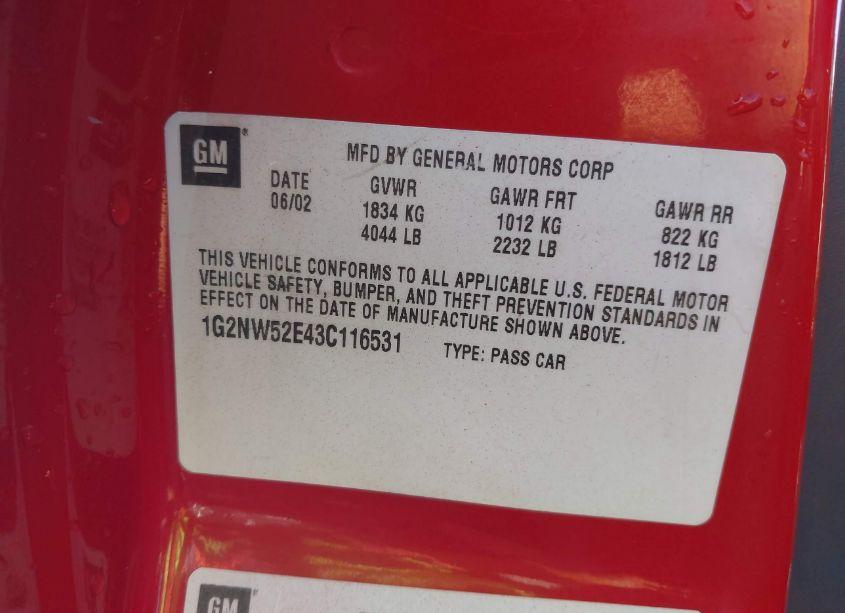 GM
MFD BY GENERAL MOTORS CORP
DATE GVWR GAWR FRT GAWR RR
06/02 1834 KG 1012 KG 822 KG
4044 LB 2232 LB 1812 LB
THIS VEHICLE CONFORMS TO ALL APPLICABLE U.S. FEDERAL MOTOR
VEHICLE SAFETY, BUMPER, AND THEFT PREVENTION STANDARDS IN
EFFECT ON THE DATE OF MANUFACTURE SHOWN ABOVE.
1G2NW52E43C116531 TYPE: PASS CAR
GM